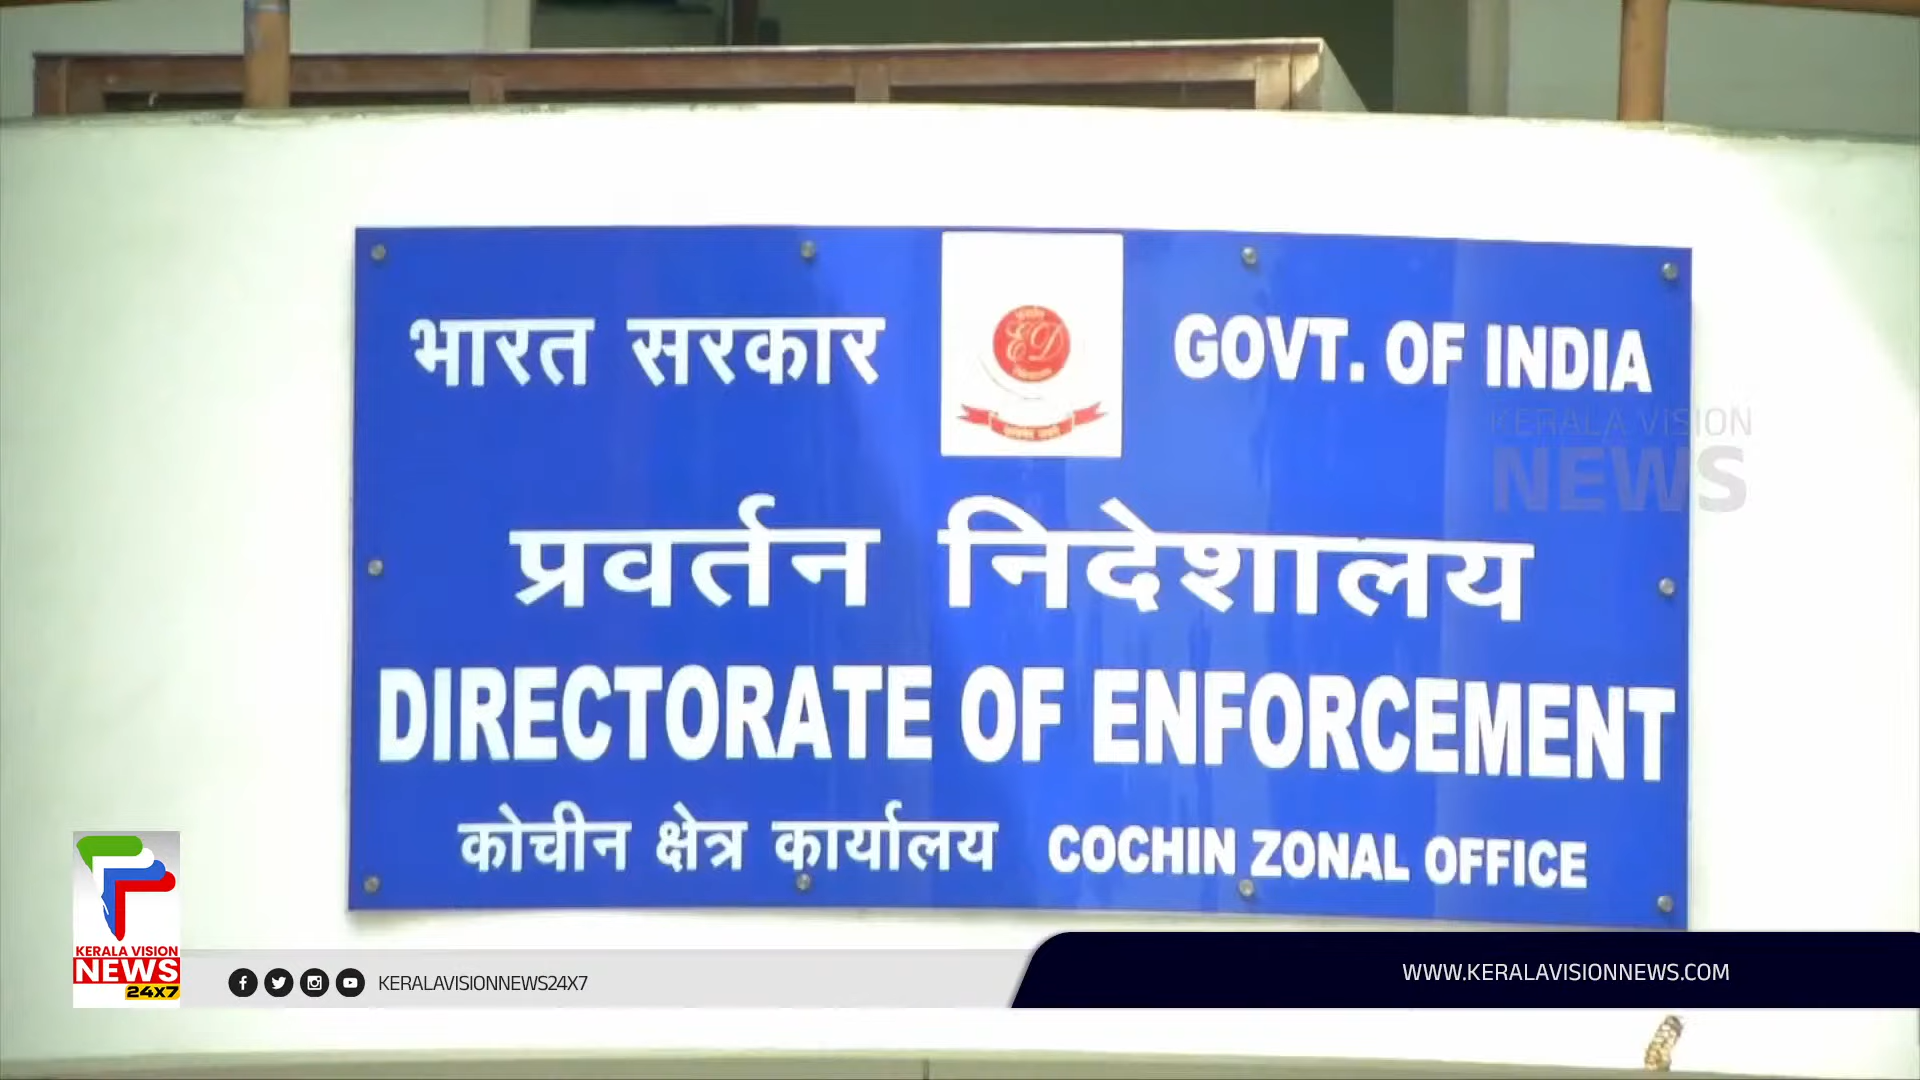 भारत सरकार
ED
GOVT. OF INDIA
KERALA VISION
NEWS
प्रवर्तन निदेशालय
DIRECTORATE OF ENFORCEMENT
कोचीन क्षेत्र कार्यालय COCHIN ZONAL OFFICE
KERALA VISION
NEWS
24X7
KERALAVISIONNEWS24X7
WWW.KERALAVISIONNEWS.COM